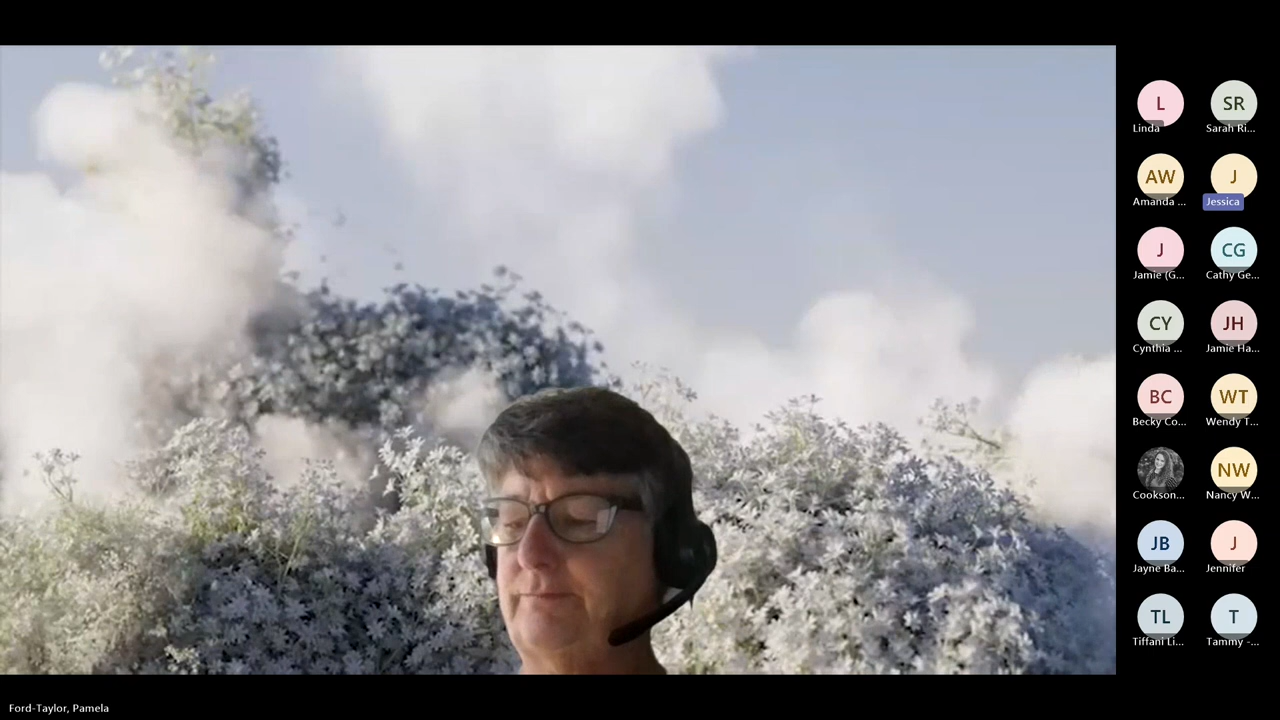 L SR
Linda Sarah Ri...
AW J
Amanda ... Jessica
J CG
Jamie (G... Cathy Ge...
CY JH
Cynthia ... Jamie Ha...
BC WT
Becky Co... Wendy T...
NW
Cookson... Nancy W...
JB J
Jayne Ba... Jennifer
TL T
Tiffani Li... Tammy -...
Ford-Taylor, Pamela